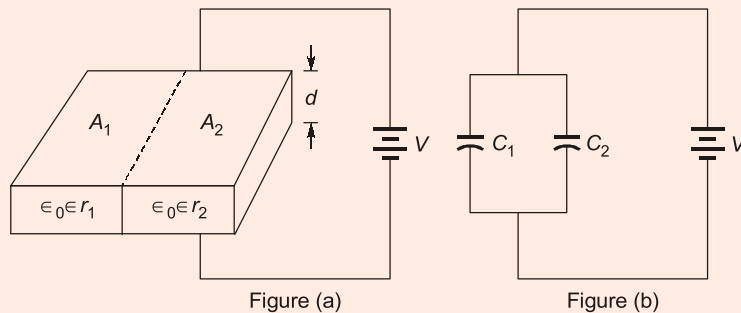 d
A₁ A₂
V
C₁ C₂
V
∈₀∈r₁ ∈₀∈r₂
Figure (a) Figure (b)